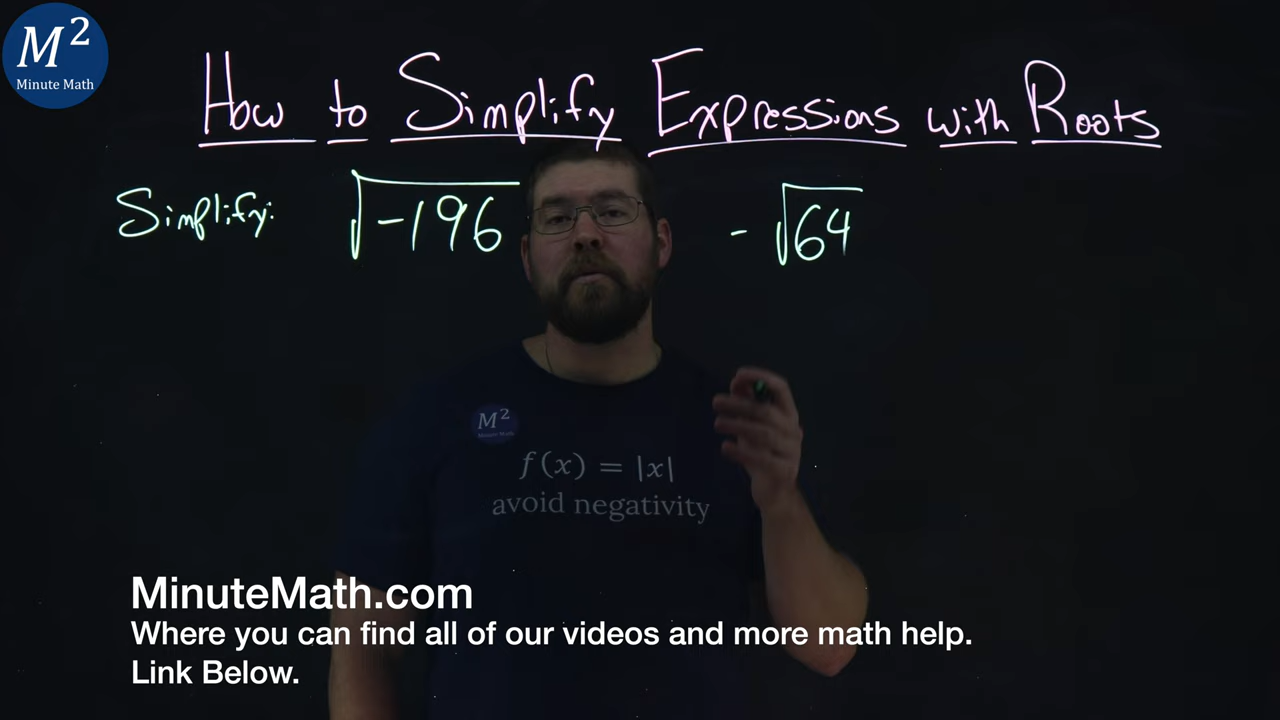 M²
Minute Math
How to Simplify Expressions with Roots
Simplify: √-196 - √64
M²
Minute Math
f(x) = |x|
avoid negativity
MinuteMath.com
Where you can find all of our videos and more math help.
Link Below.